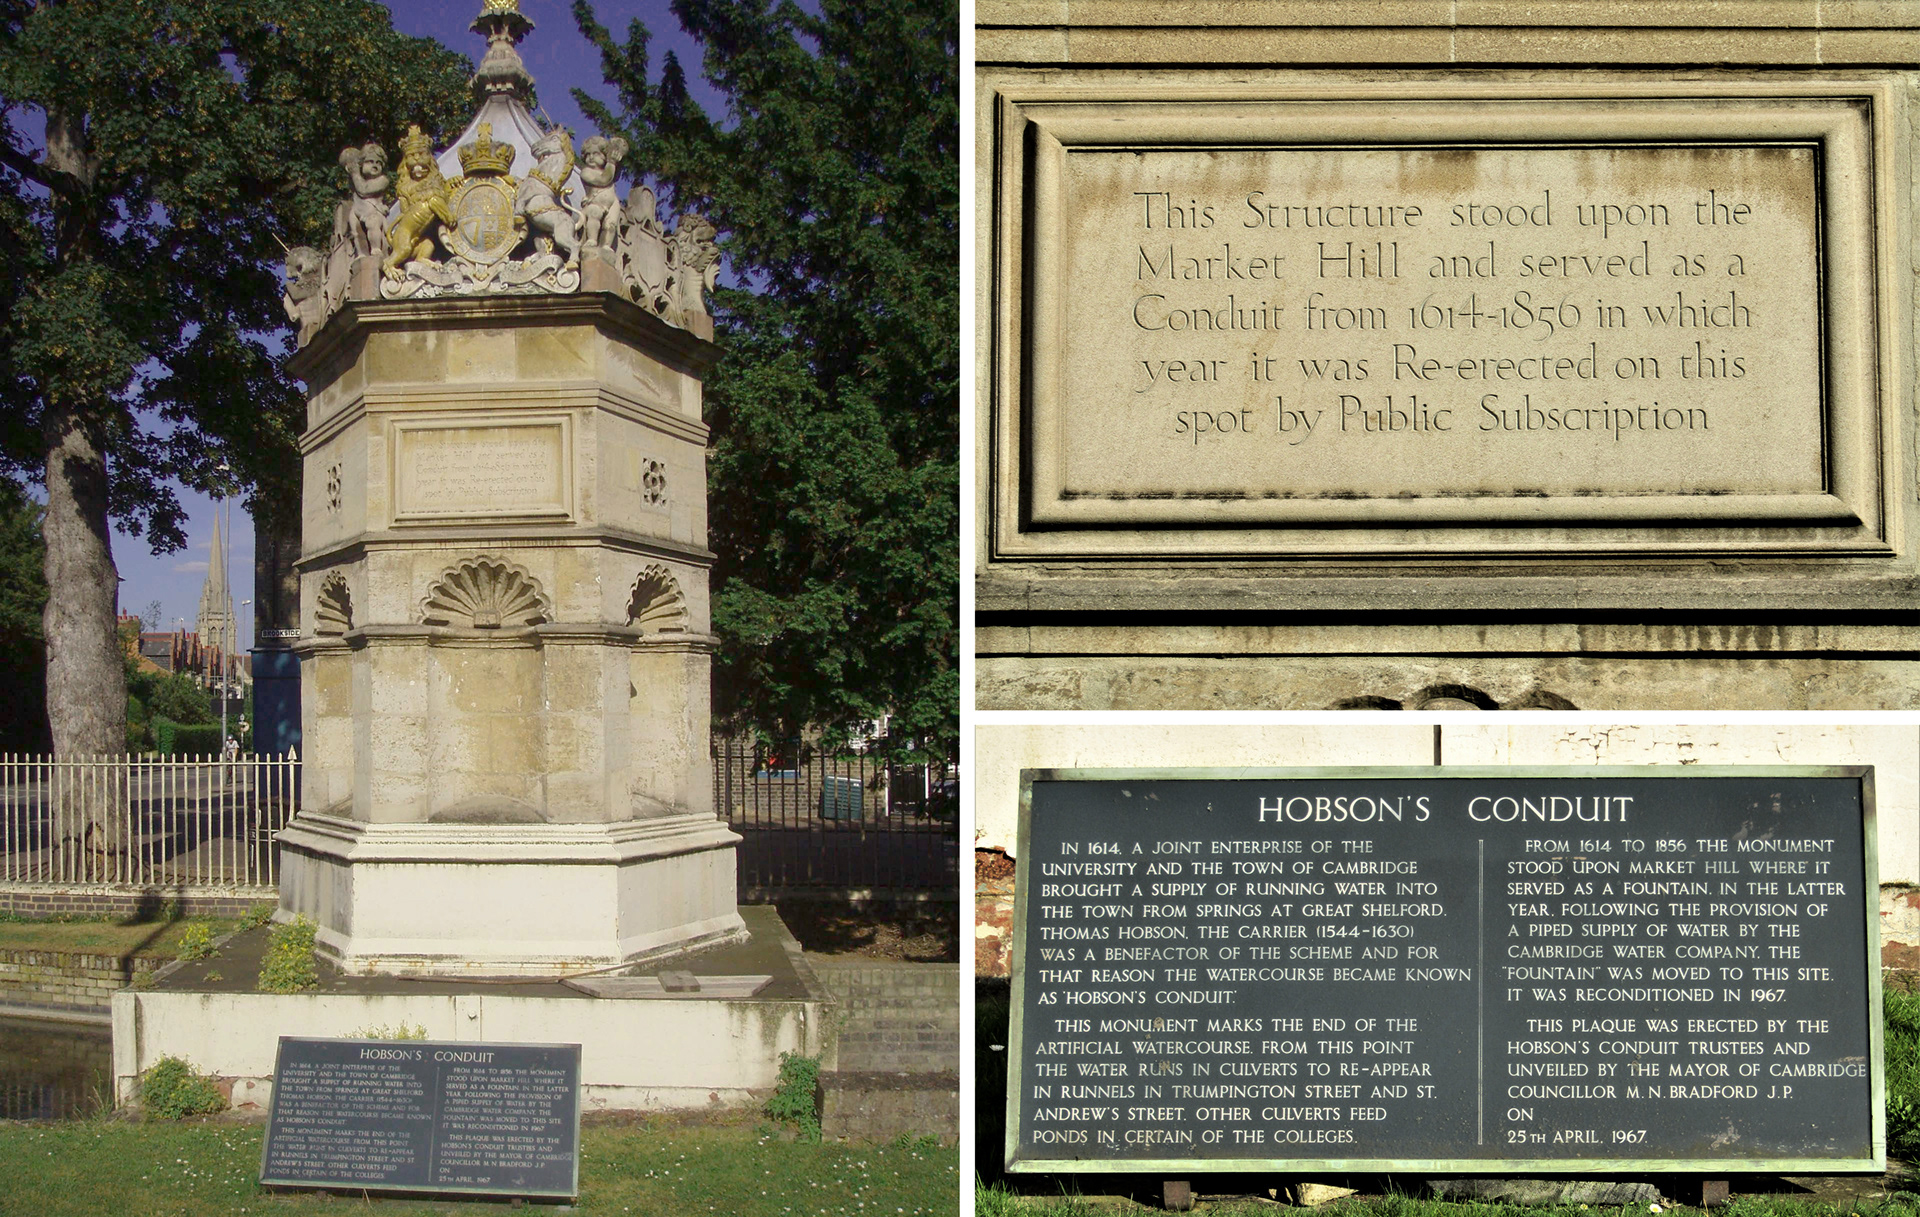 BROOKSIDE
This Structure stood upon the
Market Hill and served as a
Conduit from 1614-1856 in which
year it was Re-erected on this
spot by Public Subscription
HOBSON'S CONDUIT
IN 1614, A JOINT ENTERPRISE OF THE
UNIVERSITY AND THE TOWN OF CAMBRIDGE
BROUGHT A SUPPLY OF RUNNING WATER INTO
THE TOWN FROM SPRINGS AT GREAT SHELFORD.
THOMAS HOBSON, THE CARRIER (1544-1630)
WAS A BENEFACTOR OF THE SCHEME AND FOR
THAT REASON THE WATERCOURSE BECAME KNOWN
AS 'HOBSON'S CONDUIT.'
THIS MONUMENT MARKS THE END OF THE
ARTIFICIAL WATERCOURSE. FROM THIS POINT
THE WATER RUNS IN CULVERTS TO RE-APPEAR
IN RUNNELS IN TRUMPINGTON STREET AND ST.
ANDREW'S STREET. OTHER CULVERTS FEED
PONDS IN CERTAIN OF THE COLLEGES.
FROM 1614 TO 1856 THE MONUMENT
STOOD UPON MARKET HILL WHERE IT
SERVED AS A FOUNTAIN. IN THE LATTER
YEAR, FOLLOWING THE PROVISION OF
A PIPED SUPPLY OF WATER BY THE
CAMBRIDGE WATER COMPANY, THE
"FOUNTAIN" WAS MOVED TO THIS SITE.
IT WAS RECONDITIONED IN 1967.
THIS PLAQUE WAS ERECTED BY THE
HOBSON'S CONDUIT TRUSTEES AND
UNVEILED BY THE MAYOR OF CAMBRIDGE
COUNCILLOR M.N. BRADFORD J.P.
ON
25TH APRIL, 1967.